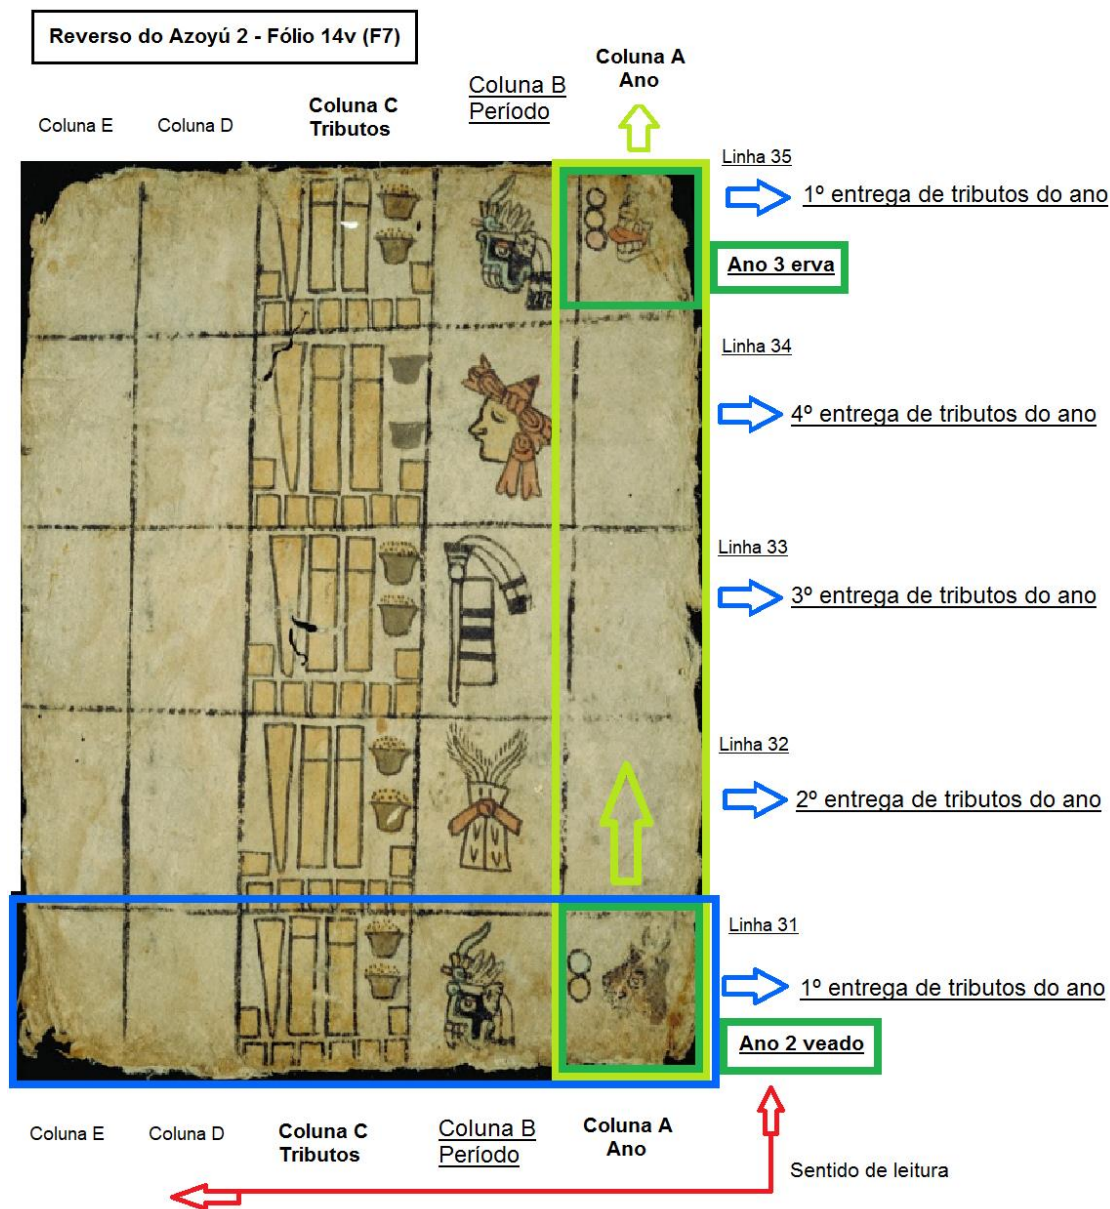 Reverso do Azoyú 2 - Fólio 14v (F7)
Coluna E
Coluna D
Coluna C
Tributos
Coluna B
Período
Coluna A
Ano
Linha 35
1º entrega de tributos do ano
Ano 3 erva
Linha 34
4º entrega de tributos do ano
Linha 33
3º entrega de tributos do ano
Linha 32
2º entrega de tributos do ano
Linha 31
1º entrega de tributos do ano
Ano 2 veado
Coluna E
Coluna D
Coluna C
Tributos
Coluna B
Período
Coluna A
Ano
Sentido de leitura